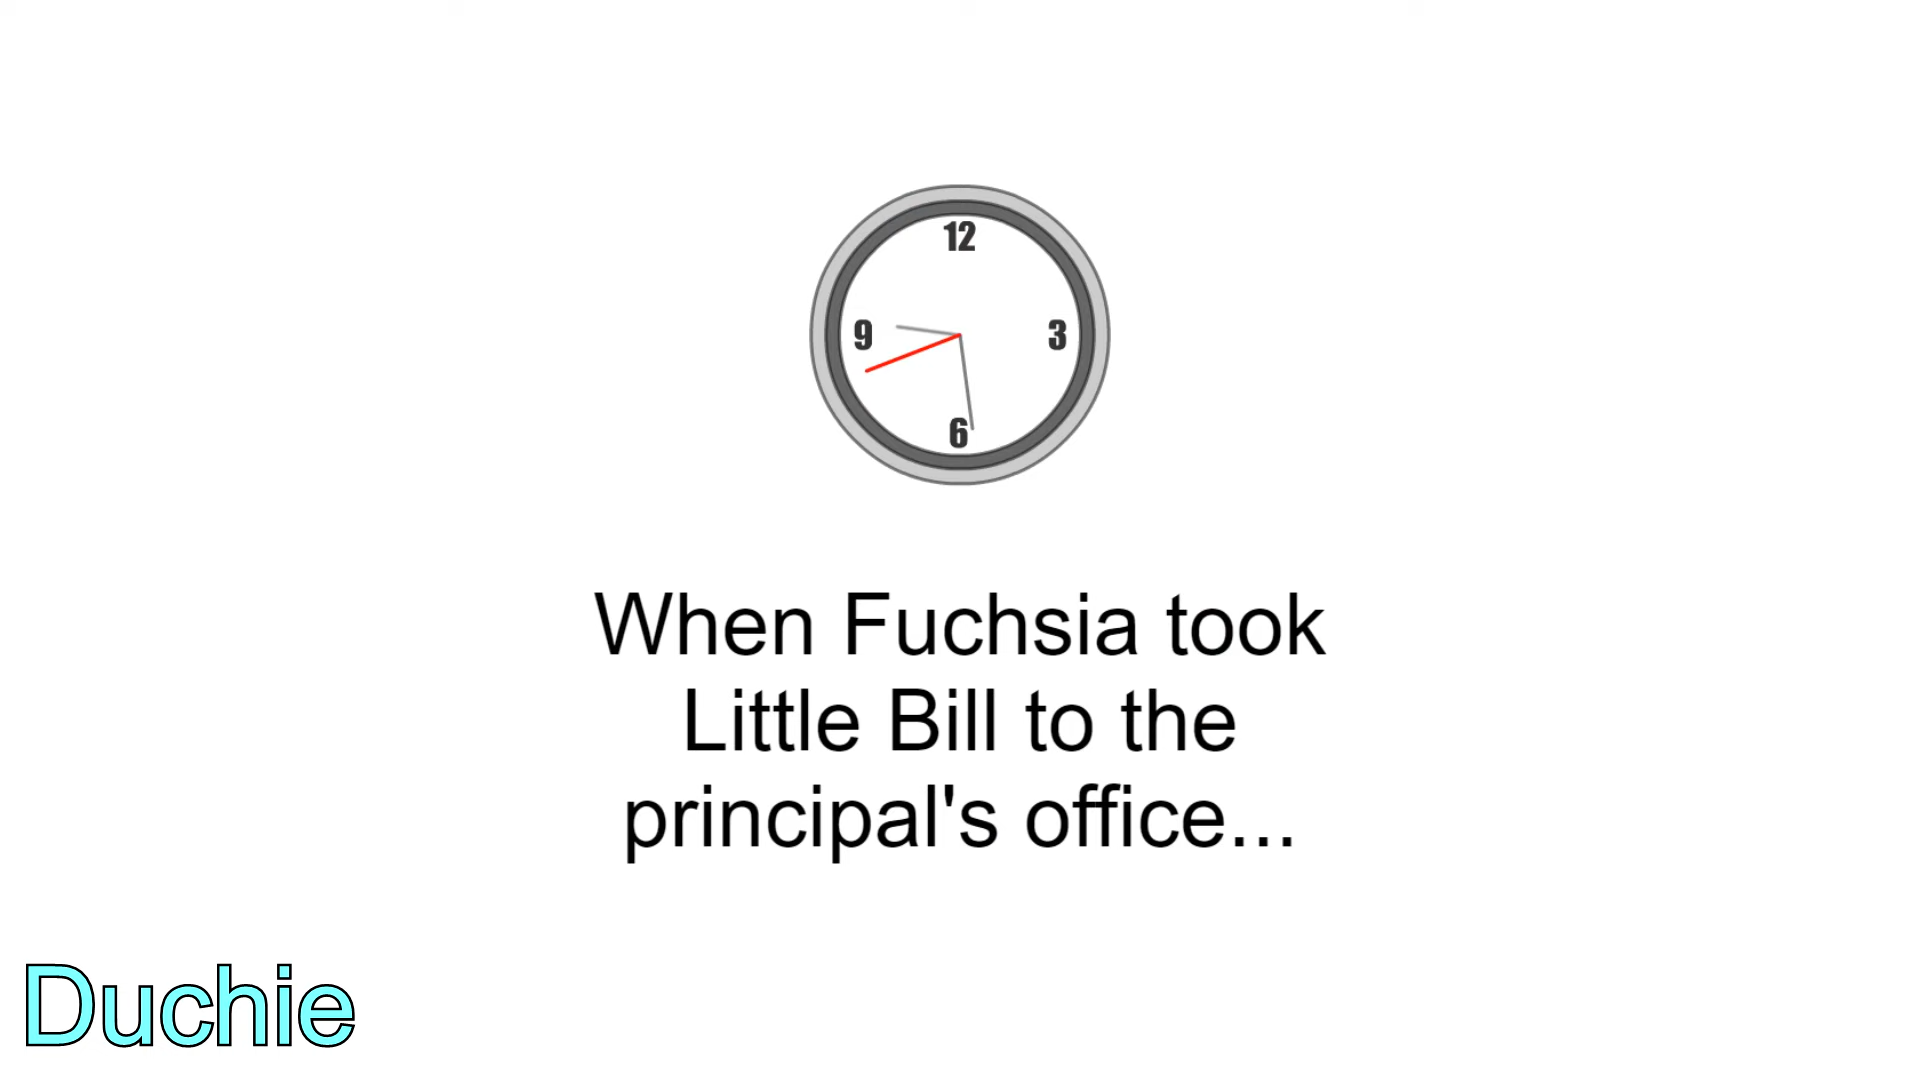 12
9 3
6
When Fuchsia took
Little Bill to the
principal's office...
Duchie